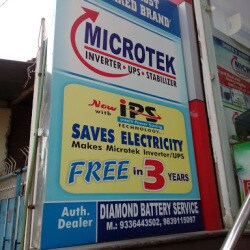 RED BRAND
MICROTEK
INVERTER • UPS • STABILIZER
Now with iPS
TECHNOLOGY
SAVES ELECTRICITY
Makes Microtek Inverter/UPS
FREE in 3 YEARS
Auth. Dealer
DIAMOND BATTERY SERVICE
M: 9336443502, 9839115097